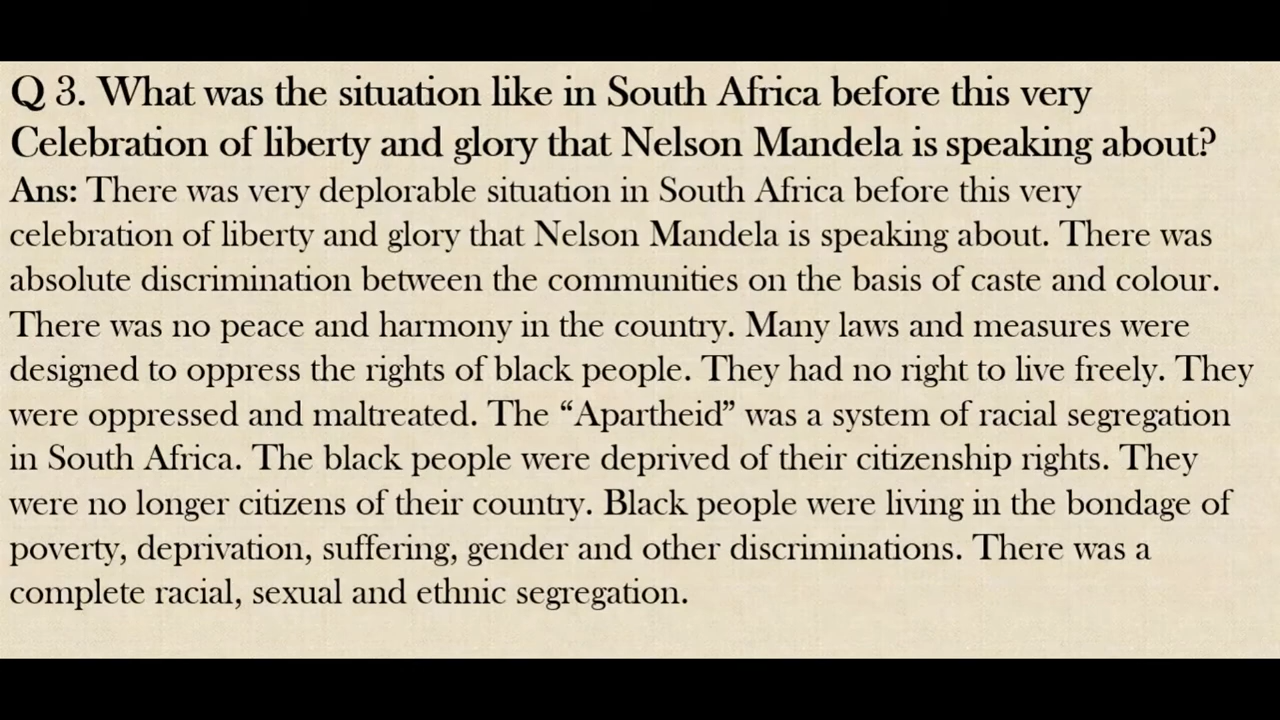 Q 3. What was the situation like in South Africa before this very
Celebration of liberty and glory that Nelson Mandela is speaking about?
Ans: There was very deplorable situation in South Africa before this very
celebration of liberty and glory that Nelson Mandela is speaking about. There was
absolute discrimination between the communities on the basis of caste and colour.
There was no peace and harmony in the country. Many laws and measures were
designed to oppress the rights of black people. They had no right to live freely. They
were oppressed and maltreated. The “Apartheid” was a system of racial segregation
in South Africa. The black people were deprived of their citizenship rights. They
were no longer citizens of their country. Black people were living in the bondage of
poverty, deprivation, suffering, gender and other discriminations. There was a
complete racial, sexual and ethnic segregation.